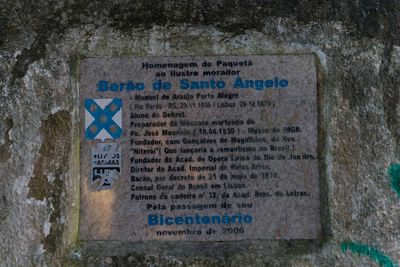 Homenagem de Paquetá
ao ilustre morador
Barão de Santo Ângelo
Manuel de Araújo Porto Alegre
( Rio Pardo - RS, 29.11.1806 / Lisboa 29.12.1879 )
Aluno de Debret.
Preparador da máscara mortuária do
Pe. José Maurício ( 18.04.1830 ) - Museu do IHGB.
Fundador, com Gonçalves de Magalhães, da Rev.
"Niterói"( Que lançaria o romantismo no Brasil ).
Fundador da Acad. de Ópera Lírica do Rio de Janeiro.
Diretor da Acad. Imperial de Belas Artes.
Barão, por decreto de 21 de maio de 1874.
Consul Geral do Brasil em Lisboa.
Patrono da cadeira nº 32, da Acad. Bras. de Letras.
Pela passagem de seu
Bicentenário
novembro de 2006